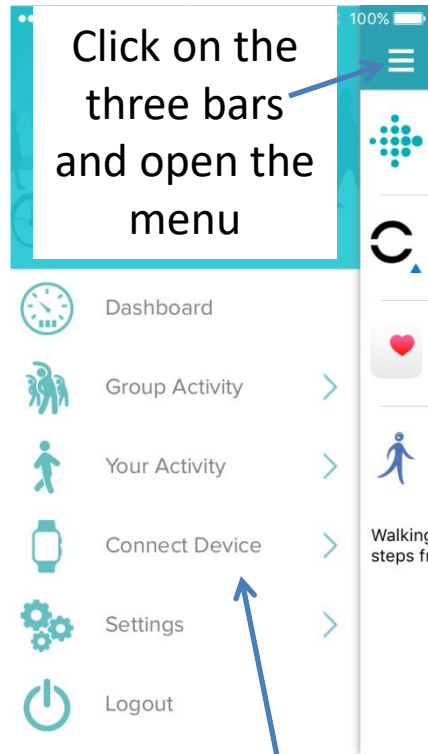 100%
Click on the
three bars
and open the
menu
Dashboard
Group Activity
Your Activity
Connect Device
Settings
Logout
Walking
steps